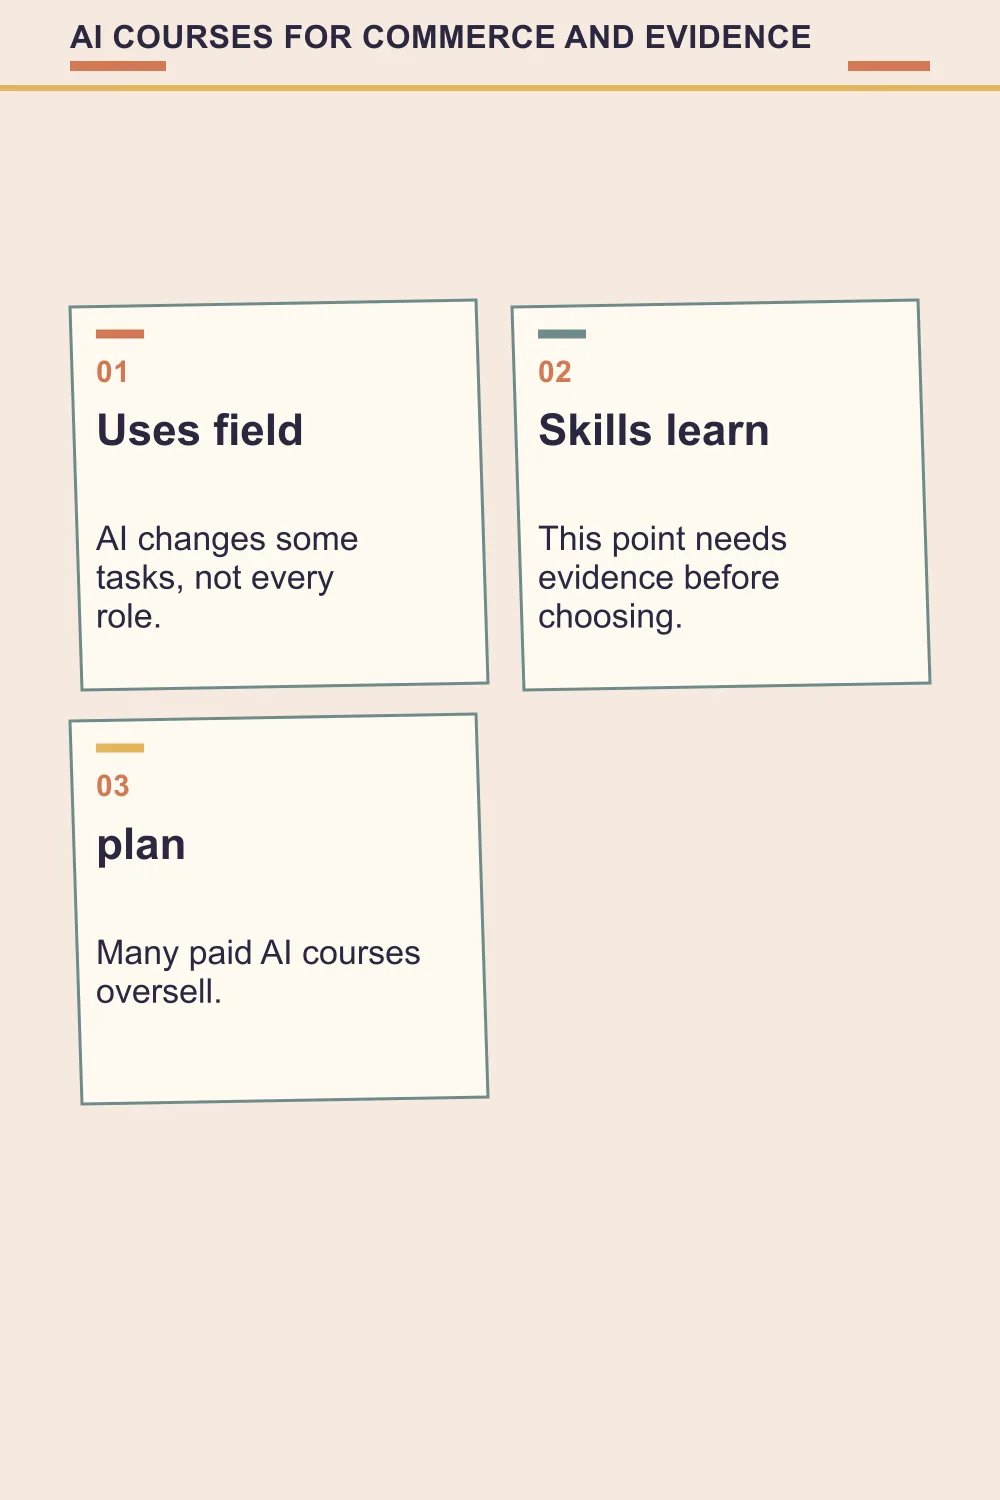 AI COURSES FOR COMMERCE AND EVIDENCE
01
Uses field
AI changes some
tasks, not every
role.
02
Skills learn
This point needs
evidence before
choosing.
03
plan
Many paid AI courses
oversell.